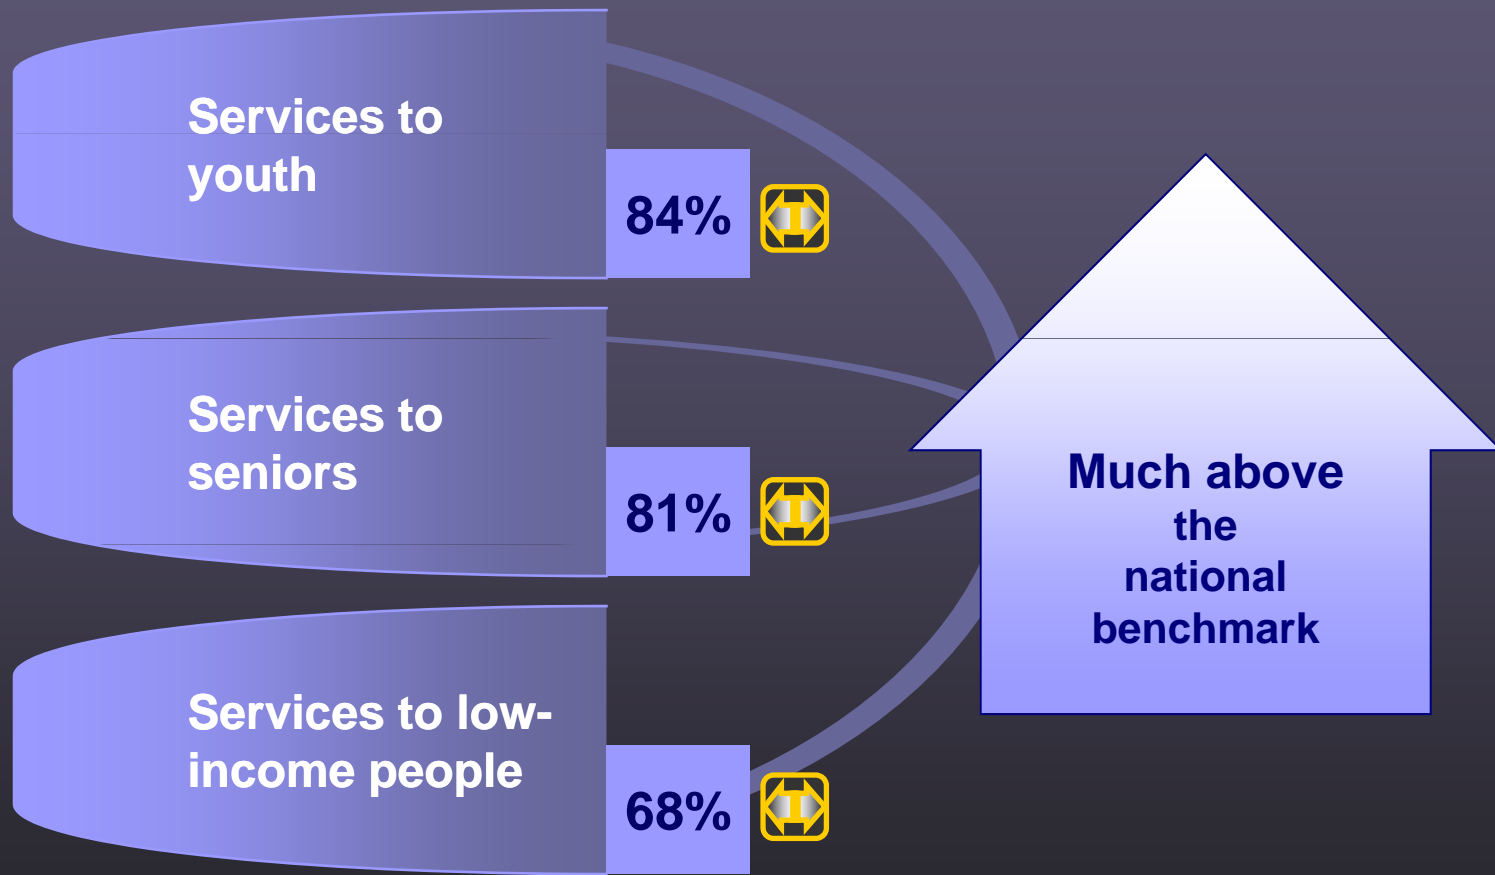 Services to
youth
84%
Services to
seniors
81%
Services to low-
income people
68%
Much above
the
national
benchmark